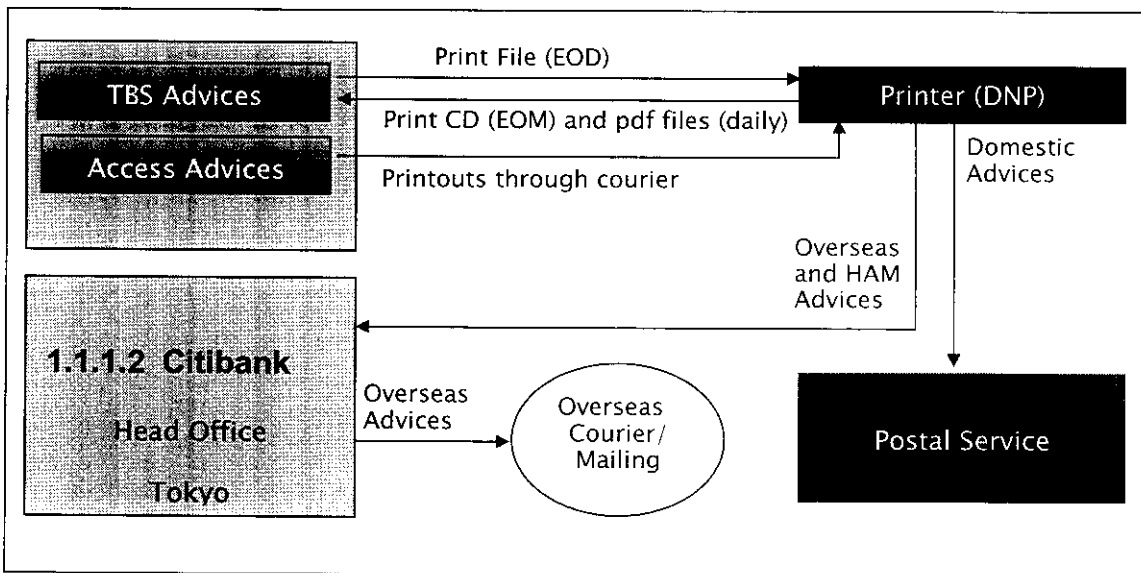 Print File (EOD)
TBS Advices
Printer (DNP)
Print CD (EOM) and pdf files (daily)
Access Advices
Printouts through courier
Domestic
Advices
Overseas
and HAM
Advices
1.1.1.2 Citibank
Head Office
Tokyo
Overseas
Advices
Overseas
Courier/
Mailing
Postal Service